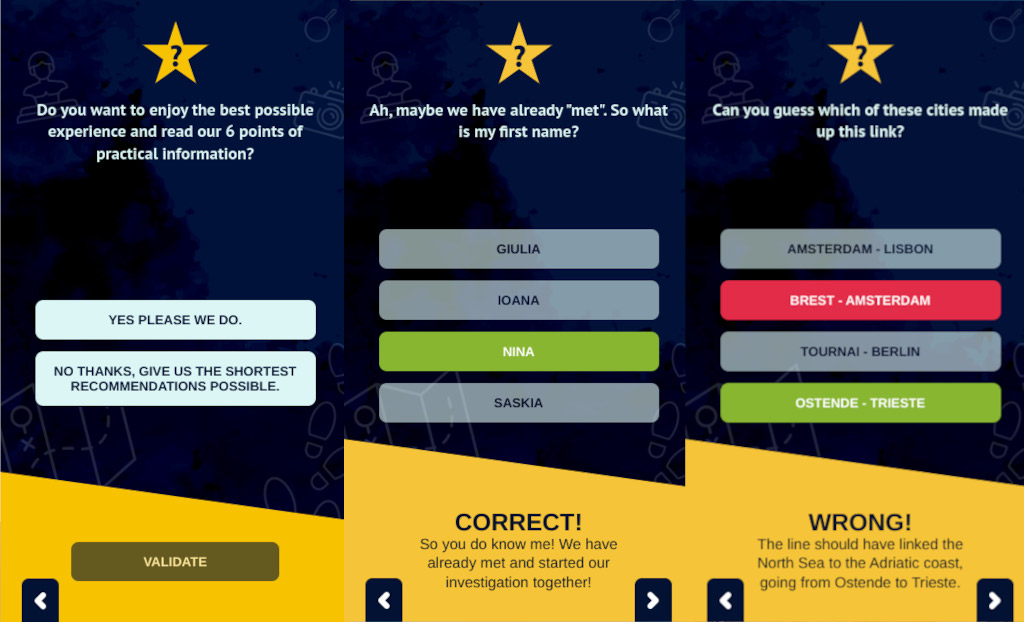 ?
Do you want to enjoy the best possible
experience and read our 6 points of
practical information?
YES PLEASE WE DO.
NO THANKS, GIVE US THE SHORTEST
RECOMMENDATIONS POSSIBLE.
VALIDATE
?
Ah, maybe we have already "met". So what
is my first name?
GIULIA
IOANA
NINA
SASKIA
CORRECT!
So you do know me! We have
already met and started our
investigation together!
?
Can you guess which of these cities made
up this link?
AMSTERDAM - LISBON
BREST - AMSTERDAM
TOURNAI - BERLIN
OSTENDE - TRIESTE
WRONG!
The line should have linked the
North Sea to the Adriatic coast,
going from Ostende to Trieste.